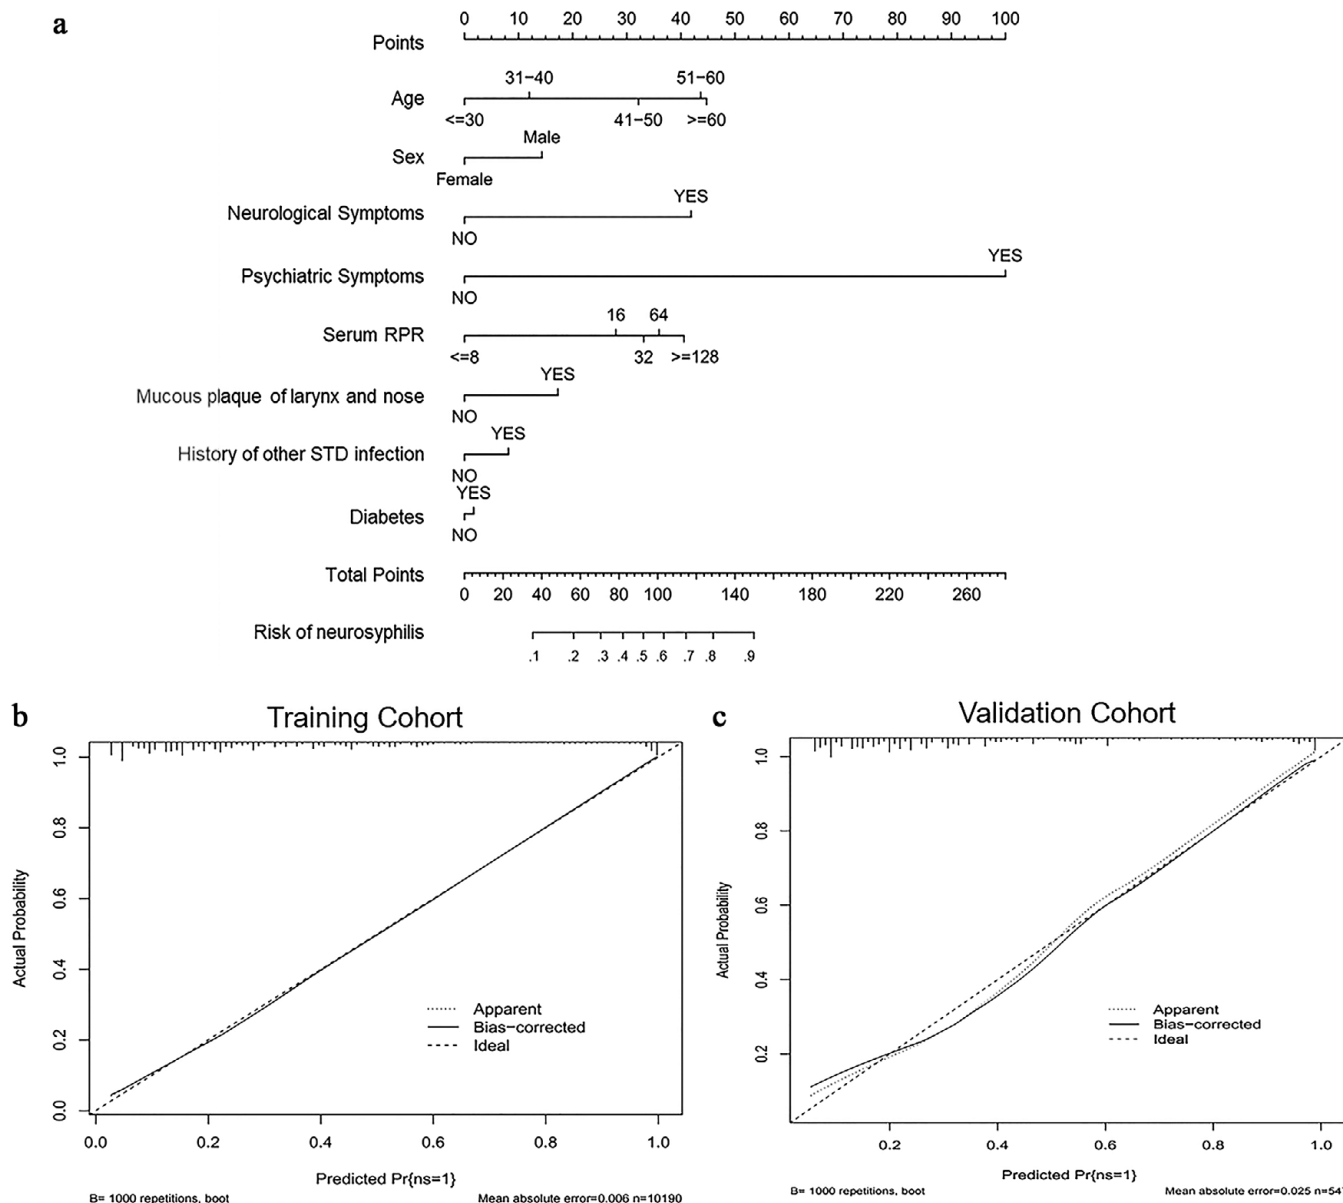 a
0 10 20 30 40 50 60 70 80 90 100
Points
31−40 51−60
Age
<=30 41−50 >=60
Male
Sex
Female
YES
Neurological Symptoms
NO
YES
Psychiatric Symptoms
NO
16 64
Serum RPR
<=8 32 >=128
YES
Mucous plaque of larynx and nose
NO
YES
History of other STD infection
NO
YES
Diabetes
NO
Total Points
0 20 40 60 80 100 140 180 220 260
Risk of neurosyphilis
.1 .2 .3 .4 .5 .6 .7 .8 .9
b
Training Cohort
1.0
0.8
0.6
0.4
0.2
0.0
Actual Probability
Apparent
Bias−corrected
Ideal
0.0 0.2 0.4 0.6 0.8 1.0
Predicted Pr{ns=1}
B= 1000 repetitions, boot Mean absolute error=0.006 n=10190
c
Validation Cohort
1.0
0.8
0.6
0.4
0.2
Actual Probability
Apparent
Bias−corrected
Ideal
0.2 0.4 0.6 0.8 1.0
Predicted Pr{ns=1}
B= 1000 repetitions, boot Mean absolute error=0.025